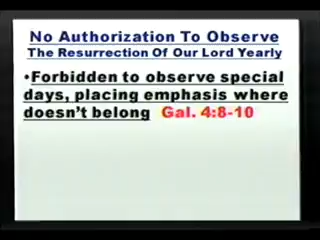 No Authorization To Observe
The Resurrection Of Our Lord Yearly
•Forbidden to observe special
days, placing emphasis where
doesn't belong Gal. 4:8-10